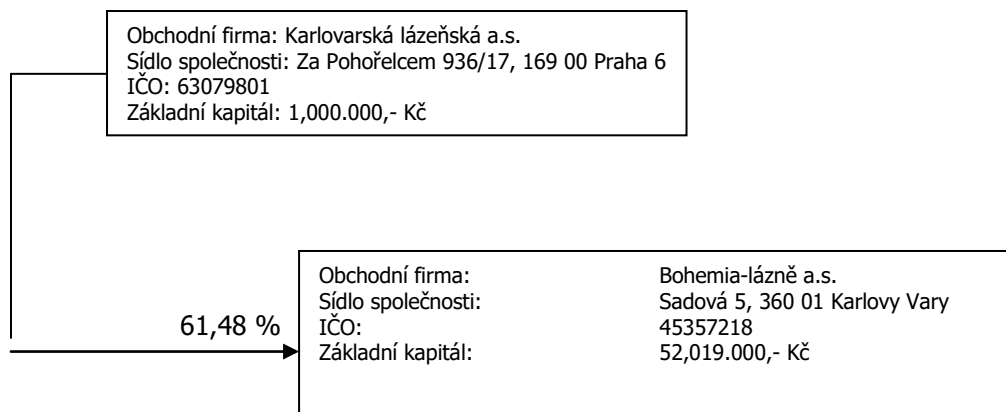 Obchodní firma: Karlovarská lázeňská a.s.
Sídlo společnosti: Za Pohořelcem 936/17, 169 00 Praha 6
IČO: 63079801
Základní kapitál: 1,000.000,- Kč
Obchodní firma: Bohemia-lázně a.s.
Sídlo společnosti: Sadová 5, 360 01 Karlovy Vary
61,48 % IČO: 45357218
Základní kapitál: 52,019.000,- Kč